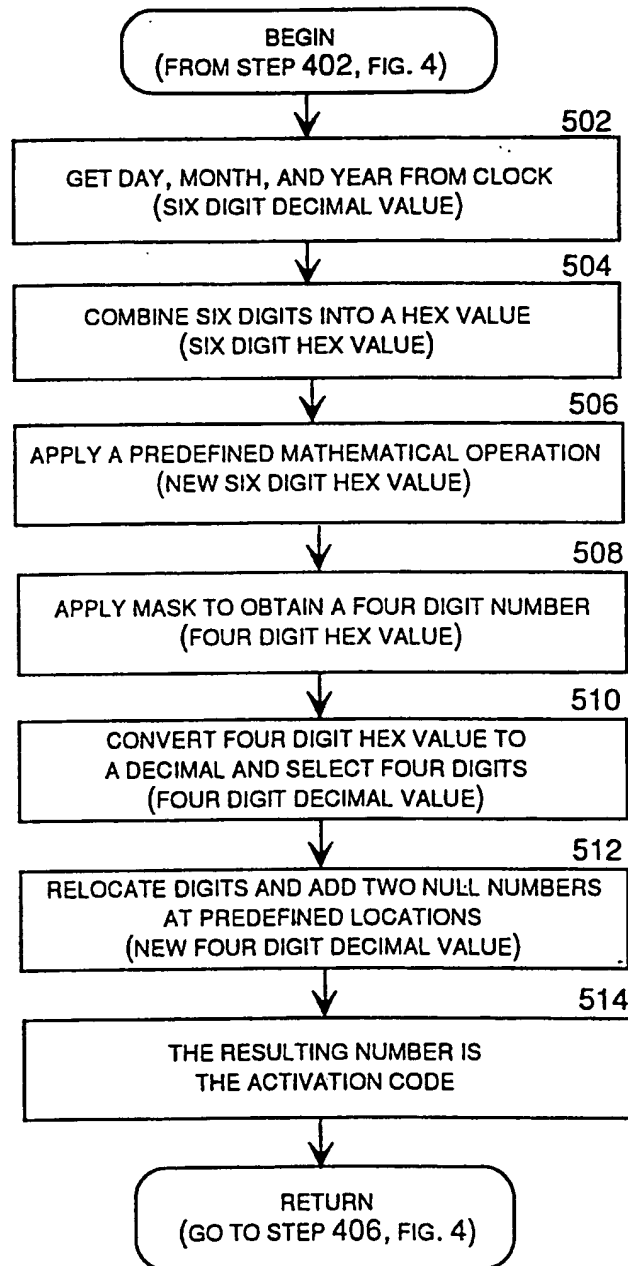 BEGIN
(FROM STEP 402, FIG. 4)
502
GET DAY, MONTH, AND YEAR FROM CLOCK
(SIX DIGIT DECIMAL VALUE)
504
COMBINE SIX DIGITS INTO A HEX VALUE
(SIX DIGIT HEX VALUE)
506
APPLY A PREDEFINED MATHEMATICAL OPERATION
(NEW SIX DIGIT HEX VALUE)
508
APPLY MASK TO OBTAIN A FOUR DIGIT NUMBER
(FOUR DIGIT HEX VALUE)
510
CONVERT FOUR DIGIT HEX VALUE TO
A DECIMAL AND SELECT FOUR DIGITS
(FOUR DIGIT DECIMAL VALUE)
512
RELOCATE DIGITS AND ADD TWO NULL NUMBERS
AT PREDEFINED LOCATIONS
(NEW FOUR DIGIT DECIMAL VALUE)
514
THE RESULTING NUMBER IS
THE ACTIVATION CODE
RETURN
(GO TO STEP 406, FIG. 4)